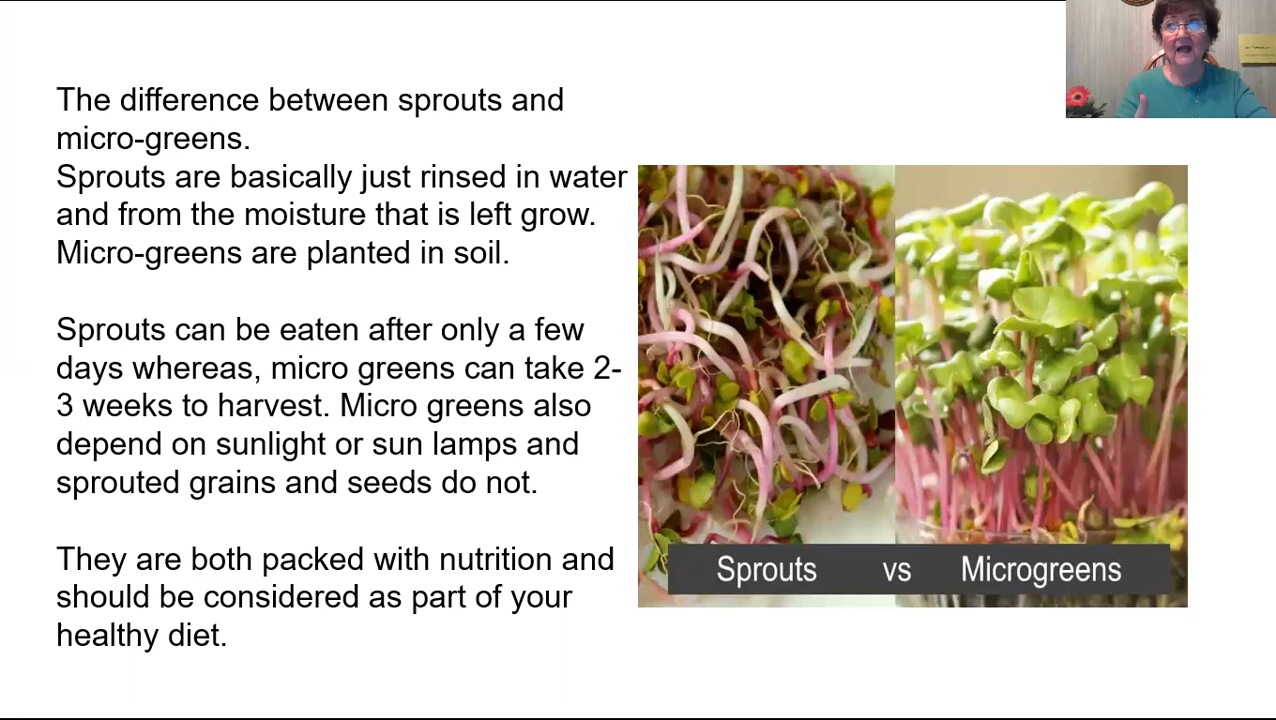 The difference between sprouts and
micro-greens.
Sprouts are basically just rinsed in water
and from the moisture that is left grow.
Micro-greens are planted in soil.
Sprouts can be eaten after only a few
days whereas, micro greens can take 2-
3 weeks to harvest. Micro greens also
depend on sunlight or sun lamps and
sprouted grains and seeds do not.
They are both packed with nutrition and
should be considered as part of your
healthy diet.
Sprouts vs Microgreens